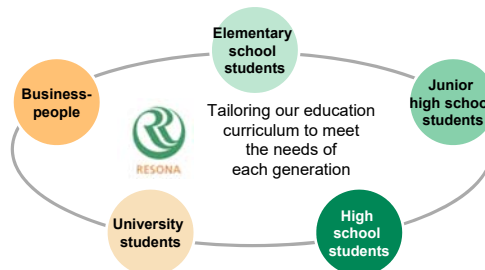 Elementary
school
students
Business-
people
Junior
high school
students
Tailoring our education
curriculum to meet
the needs of
each generation
RESONA
University
students
High
school
students